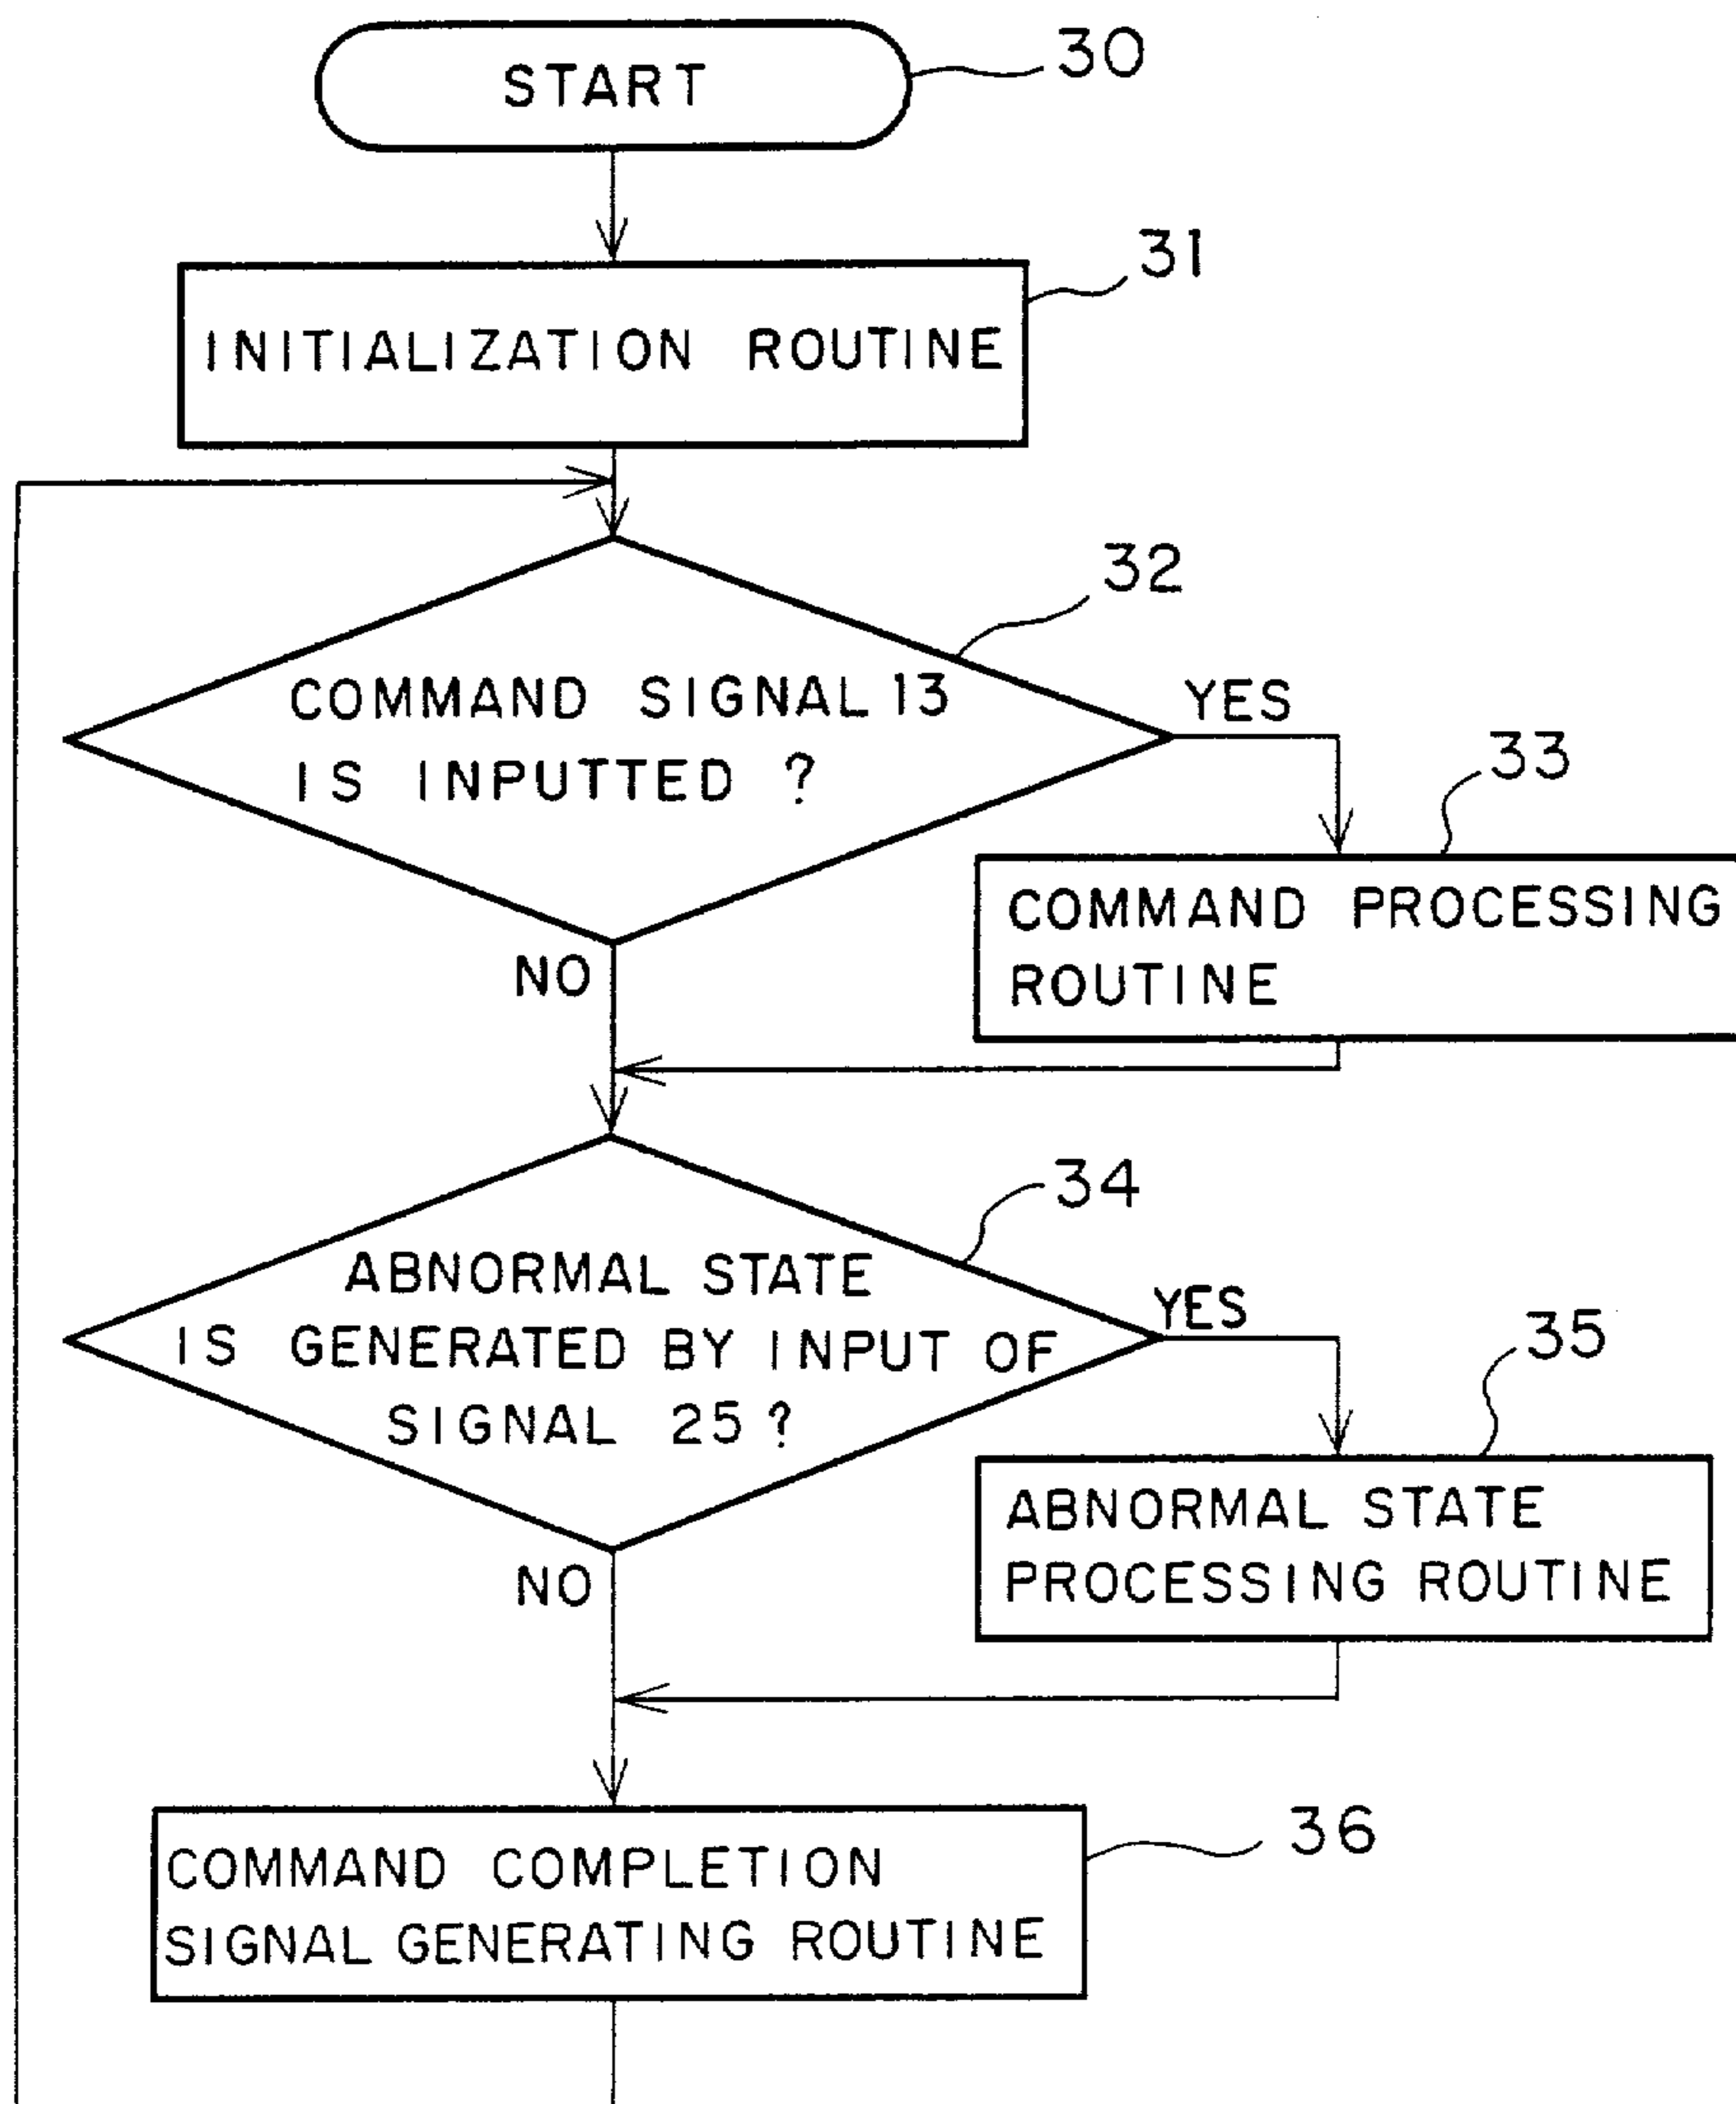 START
30
INITIALIZATION ROUTINE
31
32
COMMAND SIGNAL 13
IS INPUTTED ?
YES
33
COMMAND PROCESSING
ROUTINE
NO
34
ABNORMAL STATE
IS GENERATED BY INPUT OF
SIGNAL 25 ?
YES
35
ABNORMAL STATE
PROCESSING ROUTINE
NO
36
COMMAND COMPLETION
SIGNAL GENERATING ROUTINE